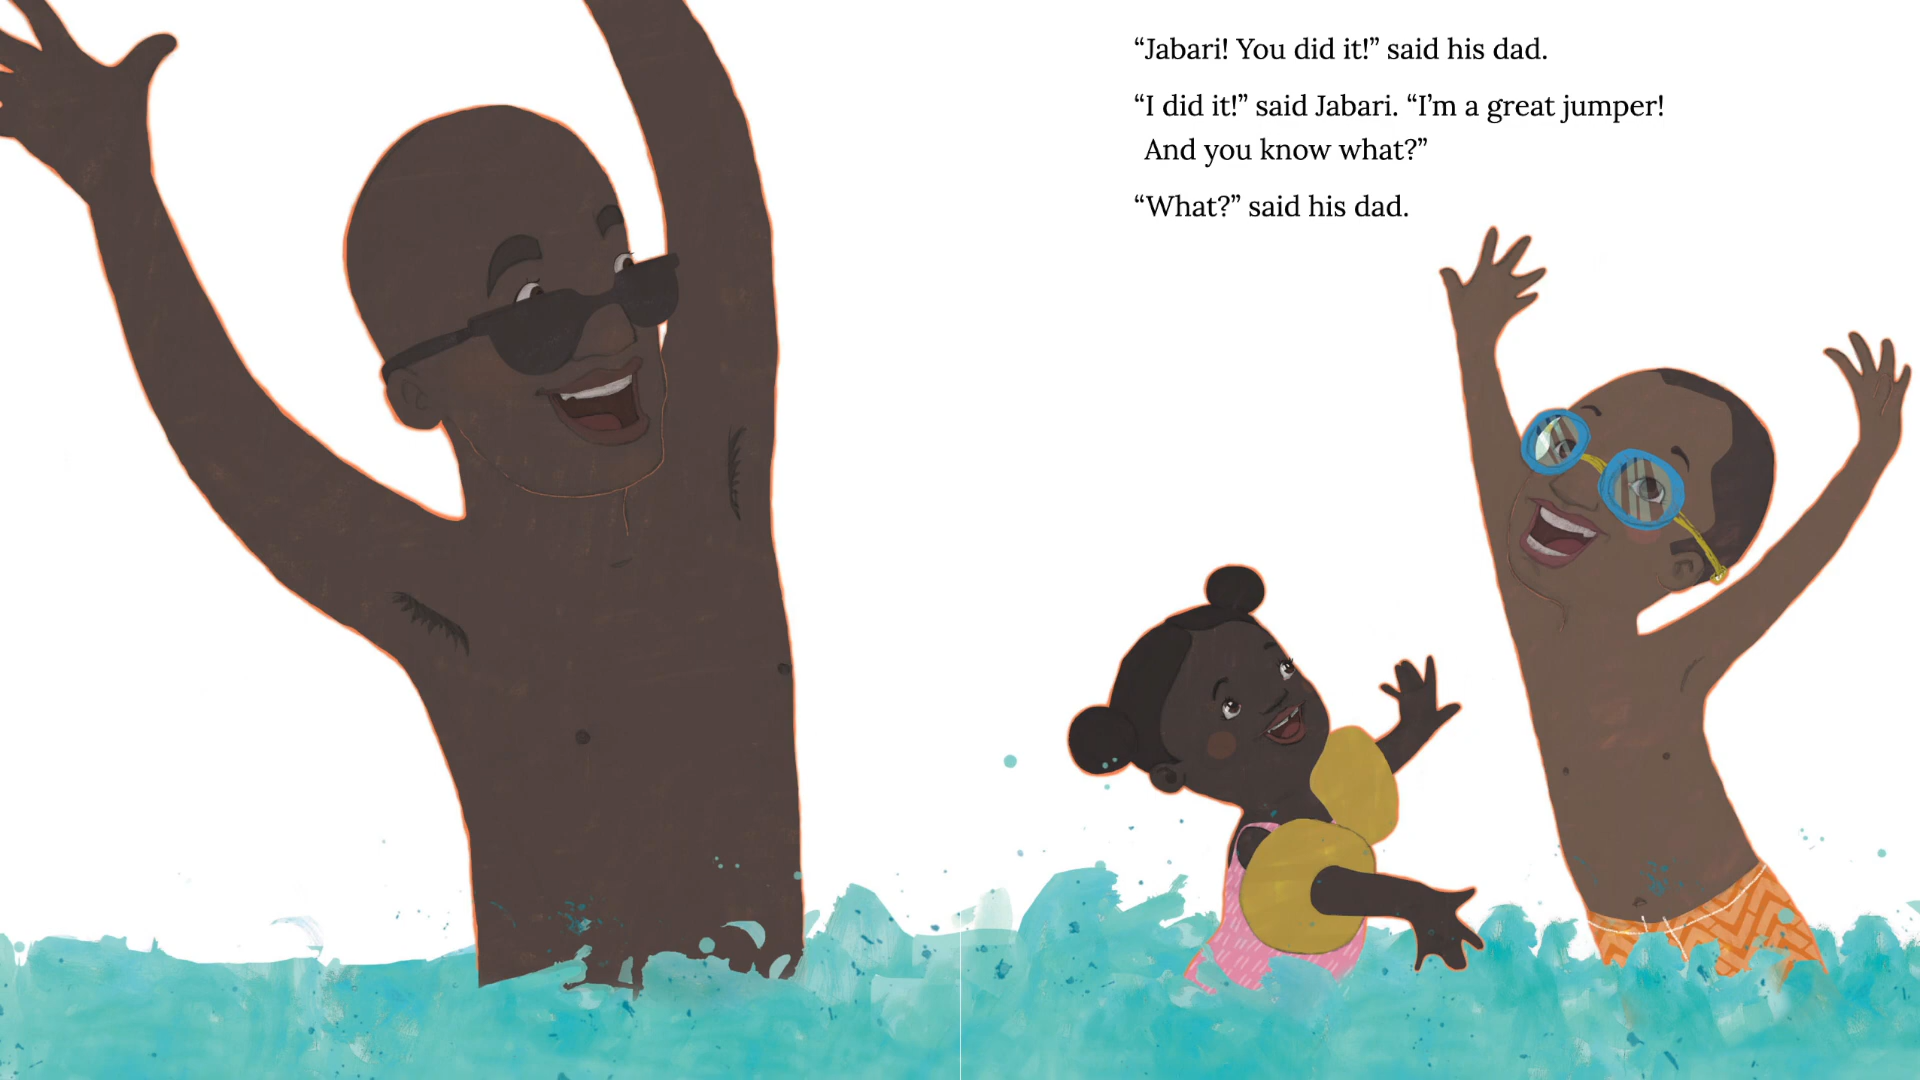 “Jabari! You did it!” said his dad.
“I did it!” said Jabari. “I’m a great jumper!
And you know what?”
“What?” said his dad.